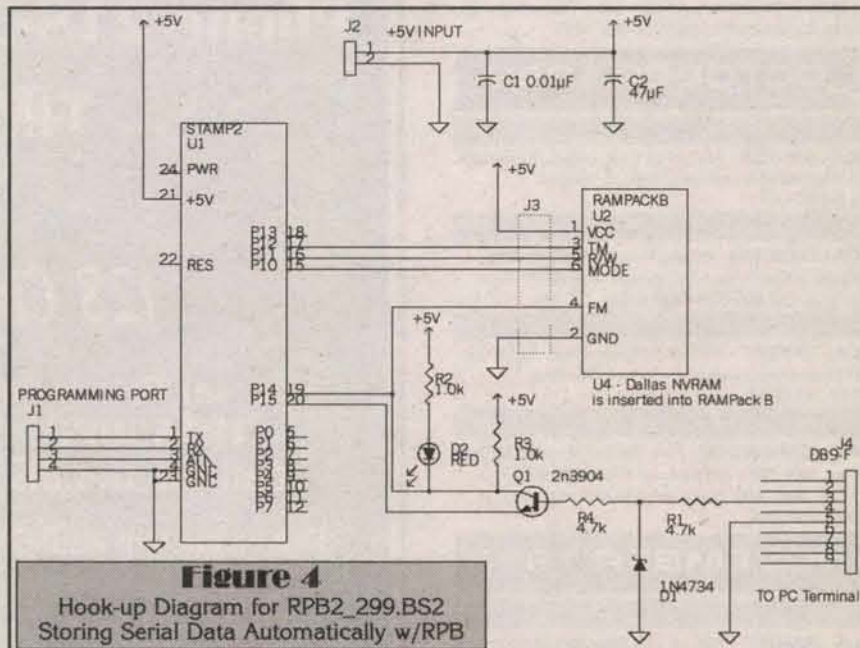 +5V
J2
+5V INPUT
+5V
1
2
C1 0.01µF
C2
47µF
STAMP2
U1
24 PWR
21 +5V
22 RES
P13 18
P12 17
P11 16
P10 15
+5V
J3
RAMPACKB
U2
1 VCC
3 TM
5 R/W
6 MODE
4 FM
2 GND
U4 - Dallas NVRAM
is inserted into RAMPack B
+5V
R2
1.0k
D2
RED
+5V
R3
1.0k
P14 19
P15 20
PROGRAMMING PORT
J1
1
2
3
4
1 TX
2 RX
3 ATN
4 GND
23 GND
P0 5
P1 6
P2 7
P3 8
P4 9
P5 10
P6 11
P7 12
Q1
2n3904
R4
4.7k
R1
4.7k
1N4734
D1
J4
DB9-F
1
2
3
4
5
6
7
8
9
TO PC Terminal
Figure 4
Hook-up Diagram for RPB2_299.BS2
Storing Serial Data Automatically w/RPB